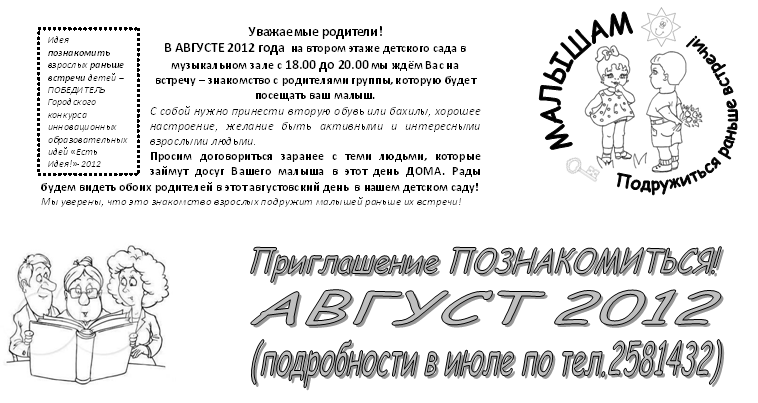 Идея
познакомить
взрослых раньше
встречи детей –
ПОБЕДИТЕЛЬ
Городского
конкурса
инновационных
образовательных
идей «Есть
Идея!»- 2012
Уважаемые родители!
В АВГУСТЕ 2012 года на втором этаже детского сада в
музыкальном зале с 18.00 до 20.00 мы ждём Вас на
встречу – знакомство с родителями группы, которую будет
посещать ваш малыш.
С собой нужно принести вторую обувь или бахилы, хорошее
настроение, желание быть активными и интересными
взрослыми людьми.
Просим договориться заранее с теми людьми, которые
займут досуг Вашего малыша в этот день ДОМА. Рады
будем видеть обоих родителей в этот августовский день в нашем детском саду!
Мы уверены, что это знакомство взрослых подружит малышей раньше их встречи!
МАЛЫШАМ
Подружиться раньше встречи!
Приглашение ПОЗНАКОМИТЬСЯ!
АВГУСТ 2012
(подробности в июле по тел.2581432)